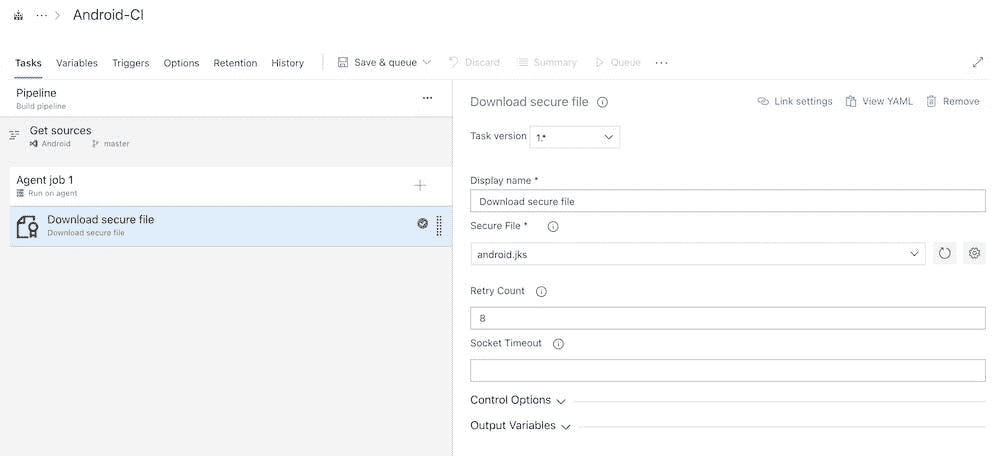 ... > Android-CI
Tasks Variables Triggers Options Retention History Save & queue Discard Summary Queue ...
Pipeline
Build pipeline
...
Get sources
Android master
Agent job 1
Run on agent
+
Download secure file
Download secure file
Download secure file
Link settings View YAML Remove
Task version 1.*
Display name *
Download secure file
Secure File *
android.jks
Retry Count
8
Socket Timeout
Control Options
Output Variables